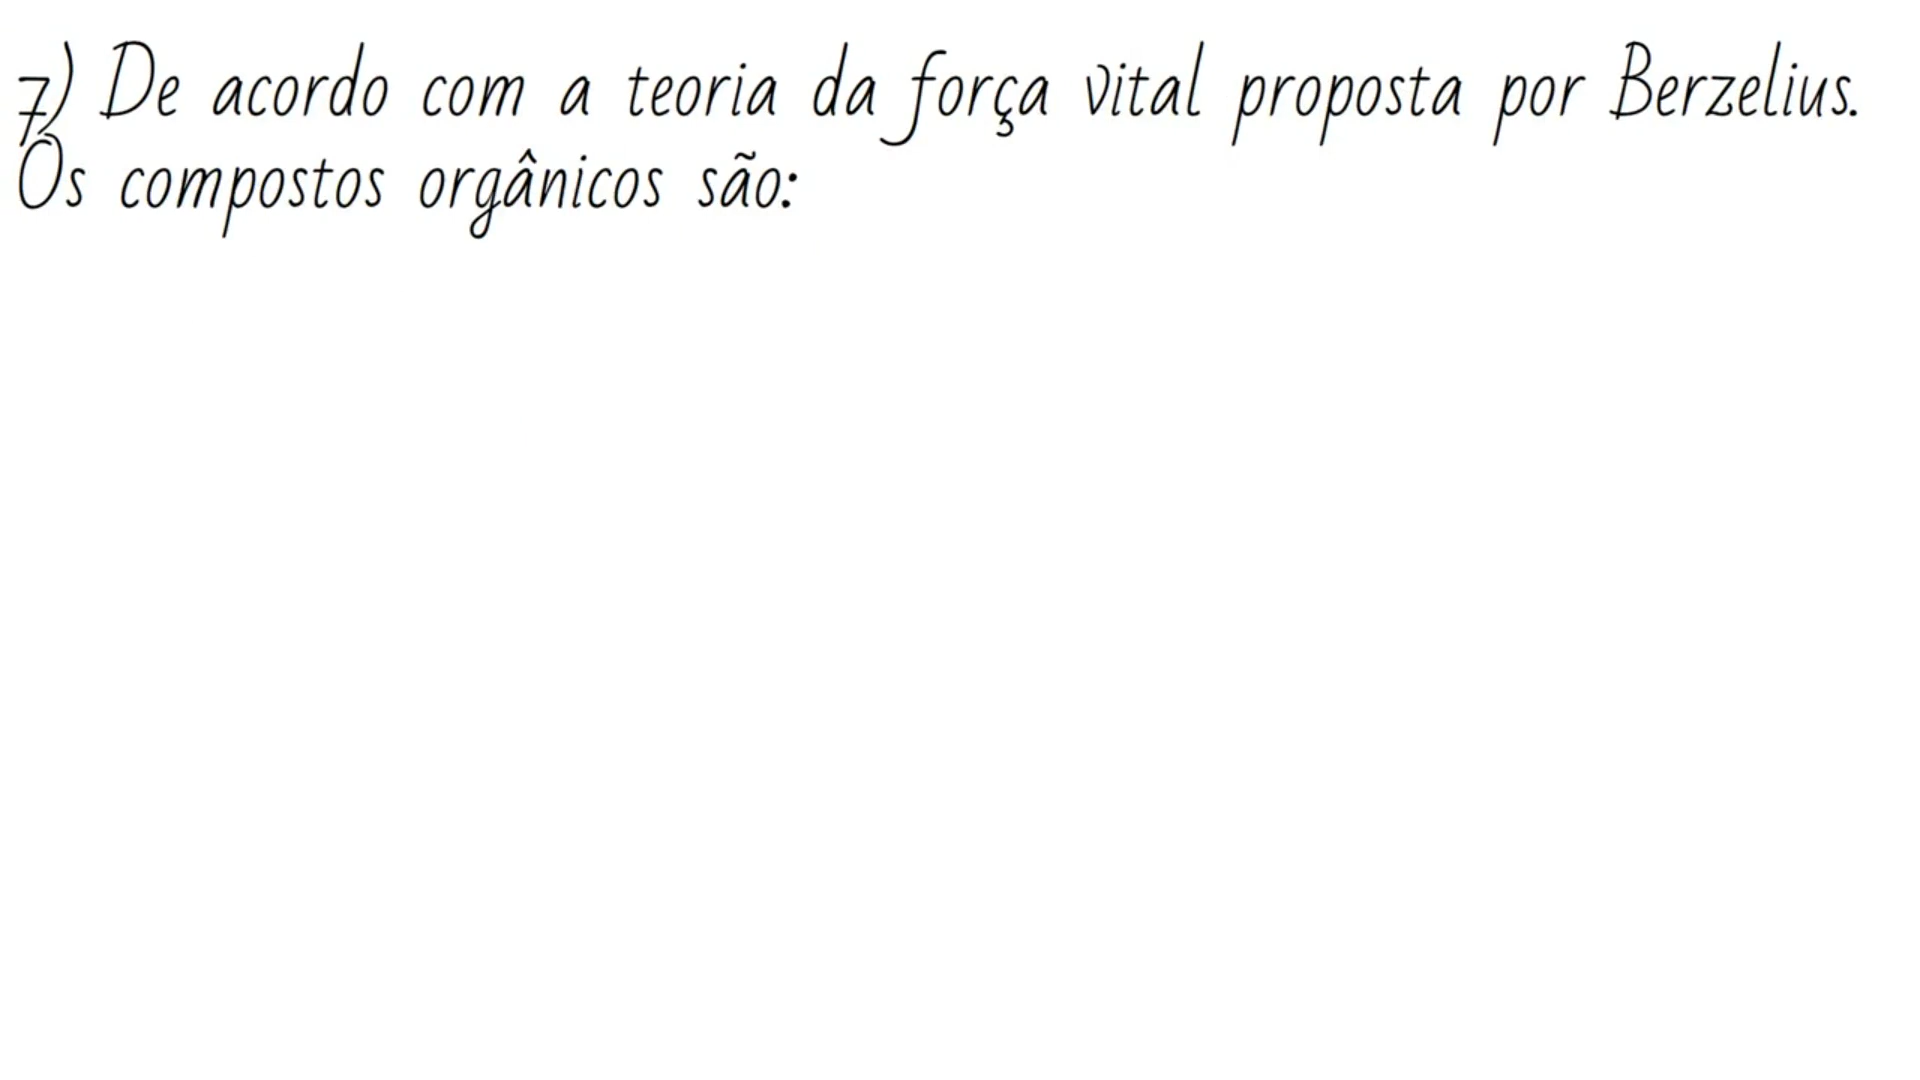 7) De acordo com a teoria da força vital proposta por Berzelius.
Os compostos orgânicos são: